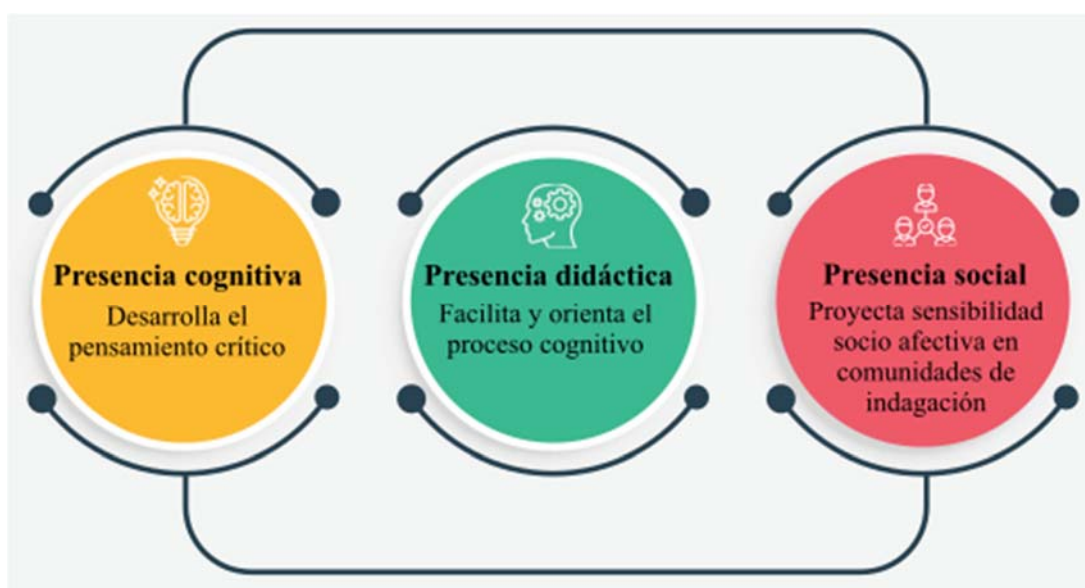 Presencia cognitiva
Desarrolla el
pensamiento crítico
Presencia didáctica
Facilita y orienta el
proceso cognitivo
Presencia social
Proyecta sensibilidad
socio afectiva en
comunidades de
indagación